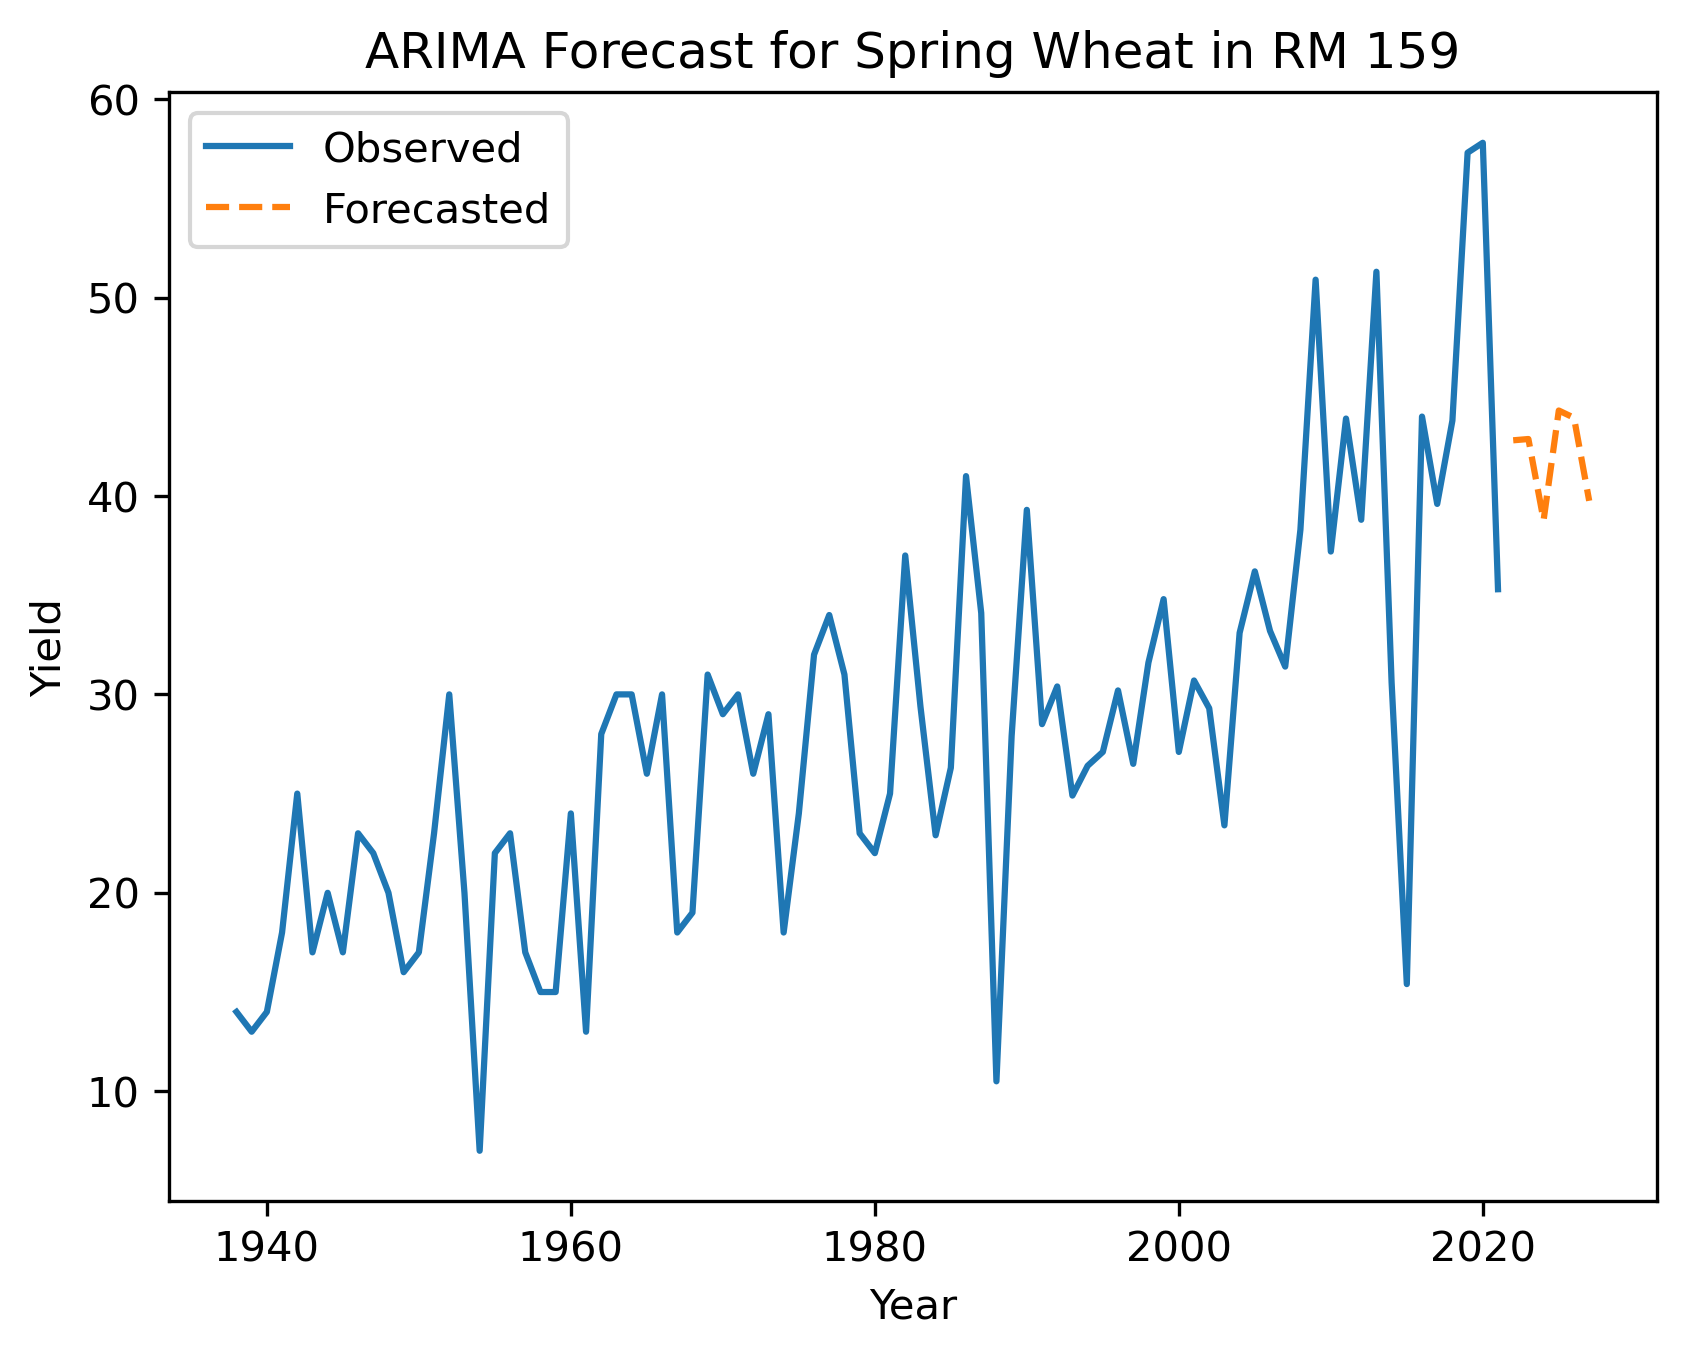 ARIMA Forecast for Spring Wheat in RM 159
Observed
Forecasted
60
50
40
30
20
10
Yield
1940 1960 1980 2000 2020
Year